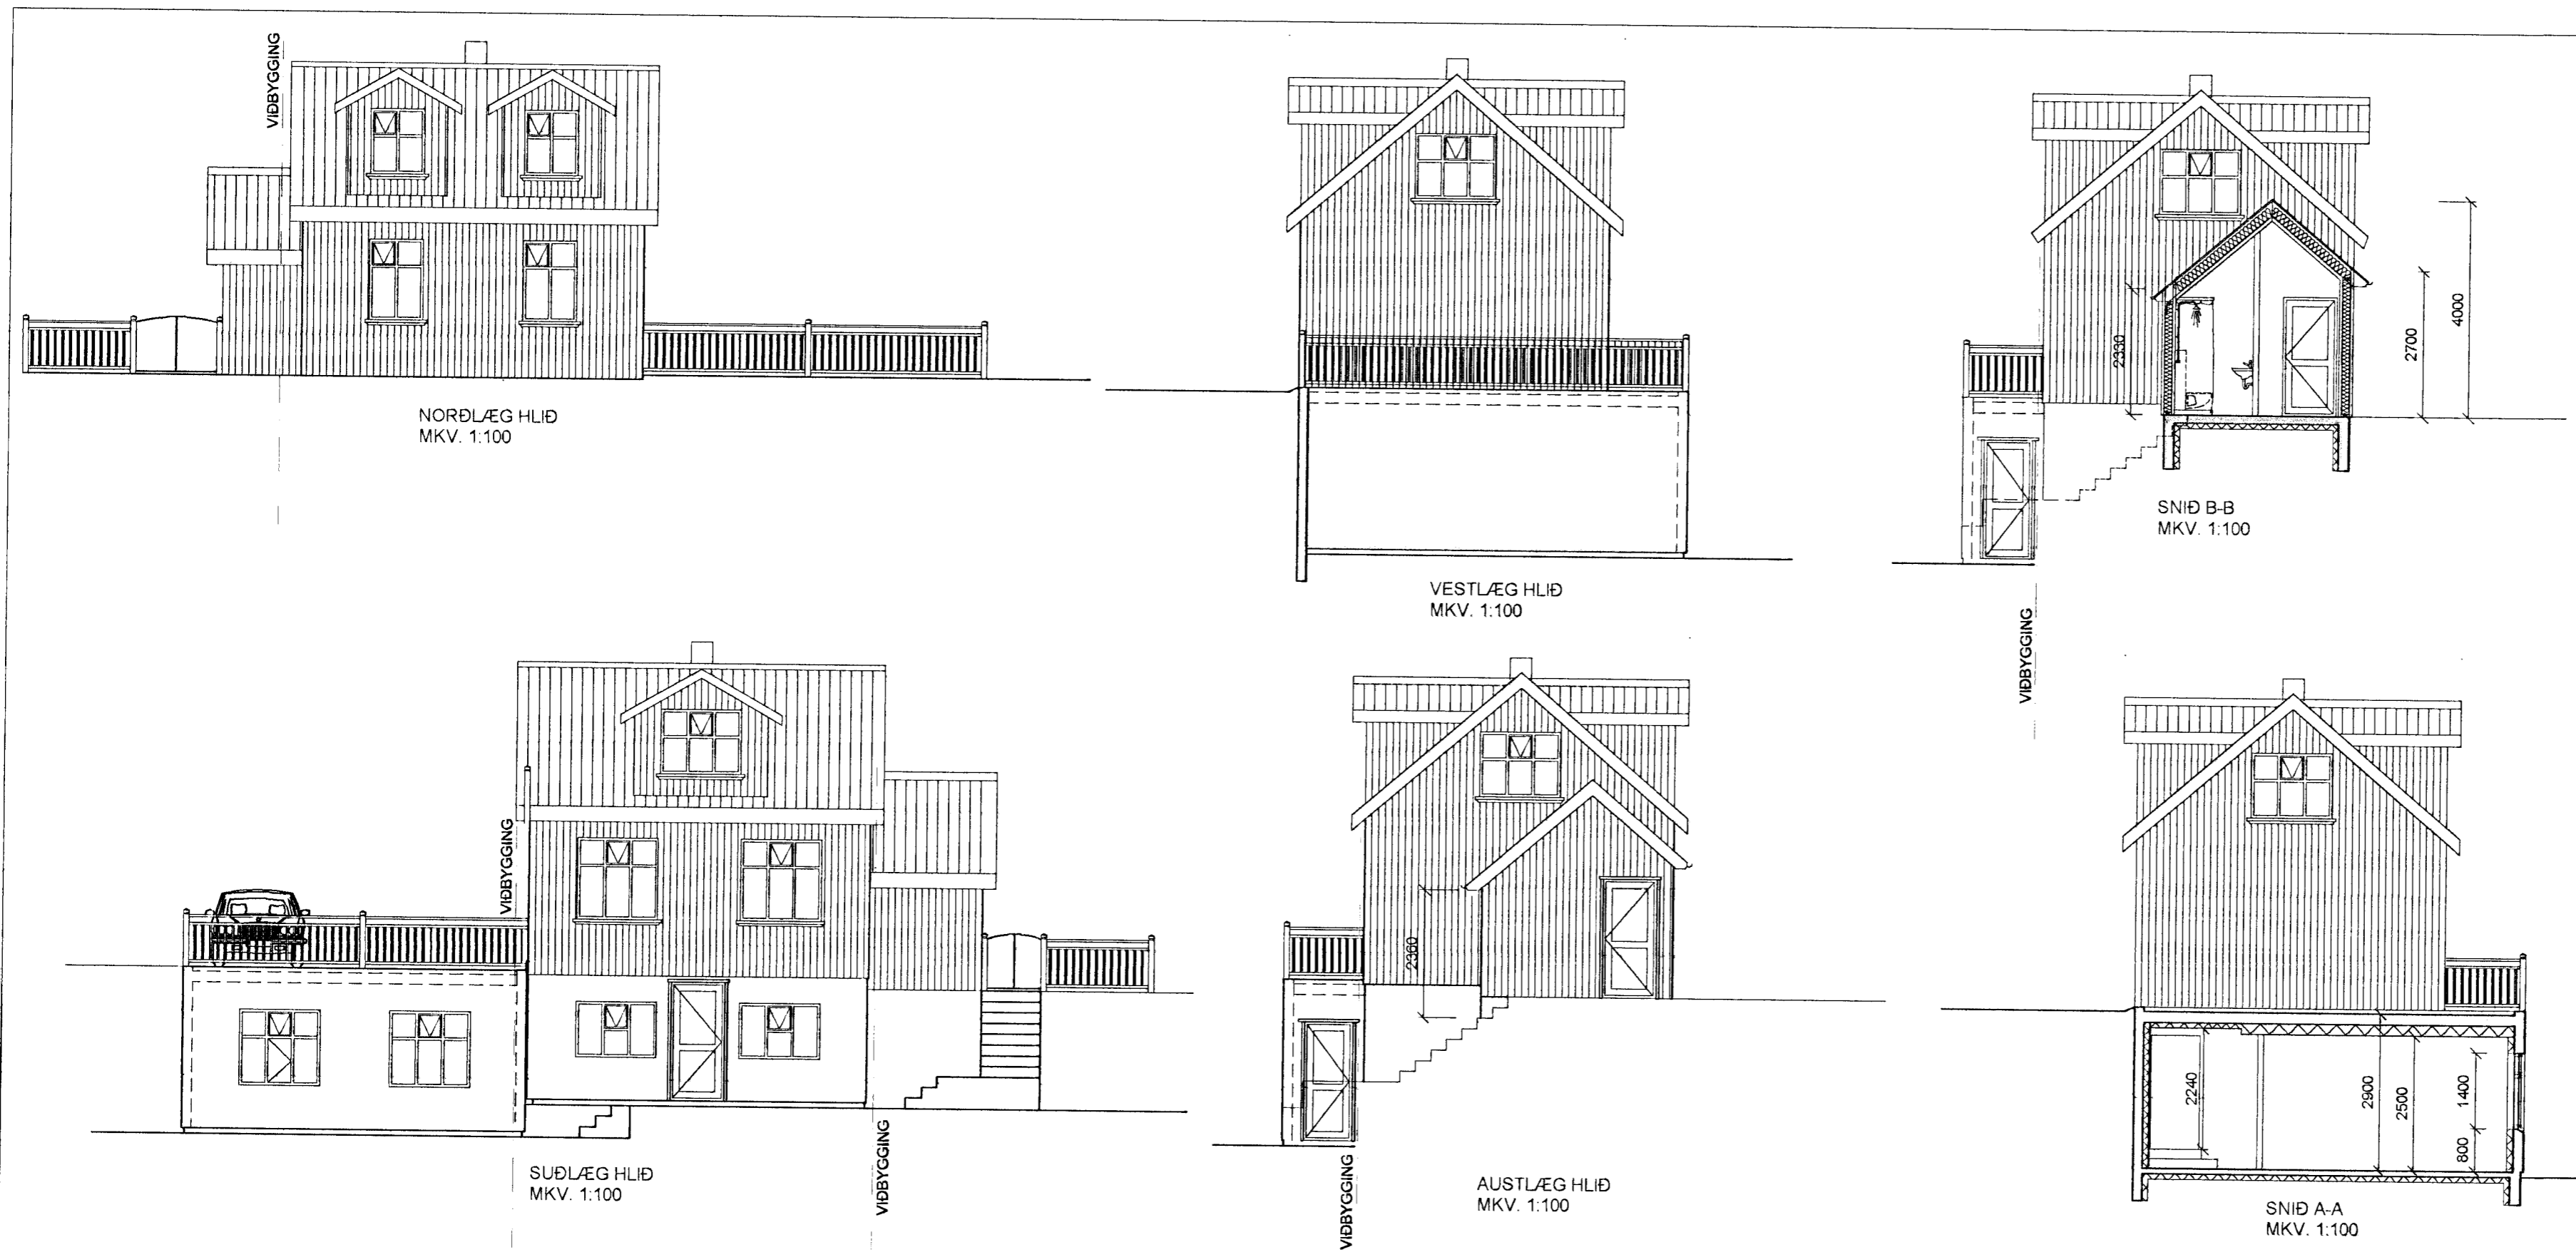 VIÐBYGGING
NORÐLÆG HLIÐ
MKV. 1:100
VESTLÆG HLIÐ
MKV. 1:100
2330
2700
4000
SNIÐ B-B
MKV. 1:100
VIÐBYGGING
VIÐBYGGING
SUÐLÆG HLIÐ
MKV. 1:100
VIÐBYGGING
2360
AUSTLÆG HLIÐ
MKV. 1:100
VIÐBYGGING
2240
2900
2500
1400
800
SNIÐ A-A
MKV. 1:100